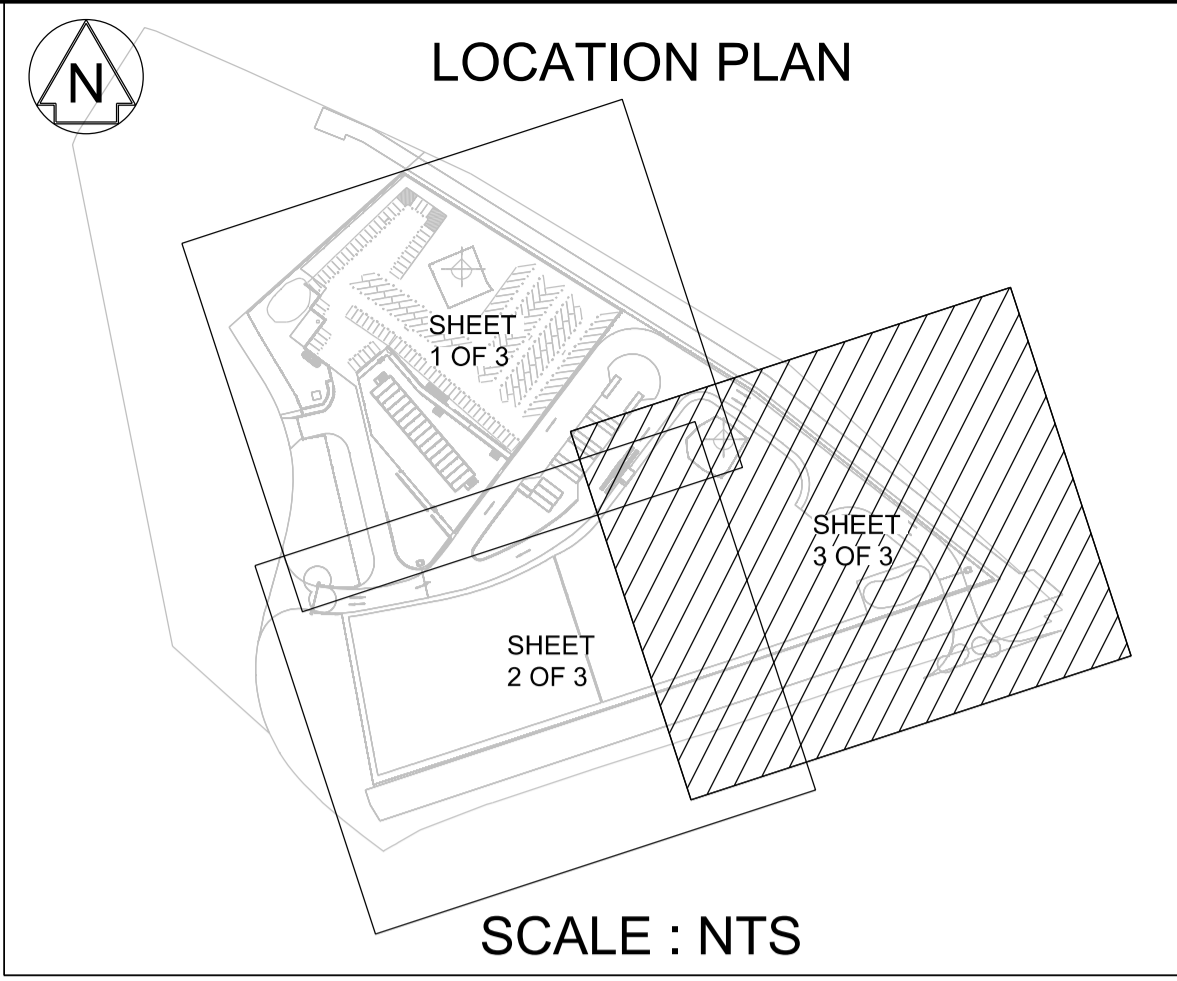 N
LOCATION PLAN
SHEET
1 OF 3
SHEET
3 OF 3
SHEET
2 OF 3
SCALE : NTS